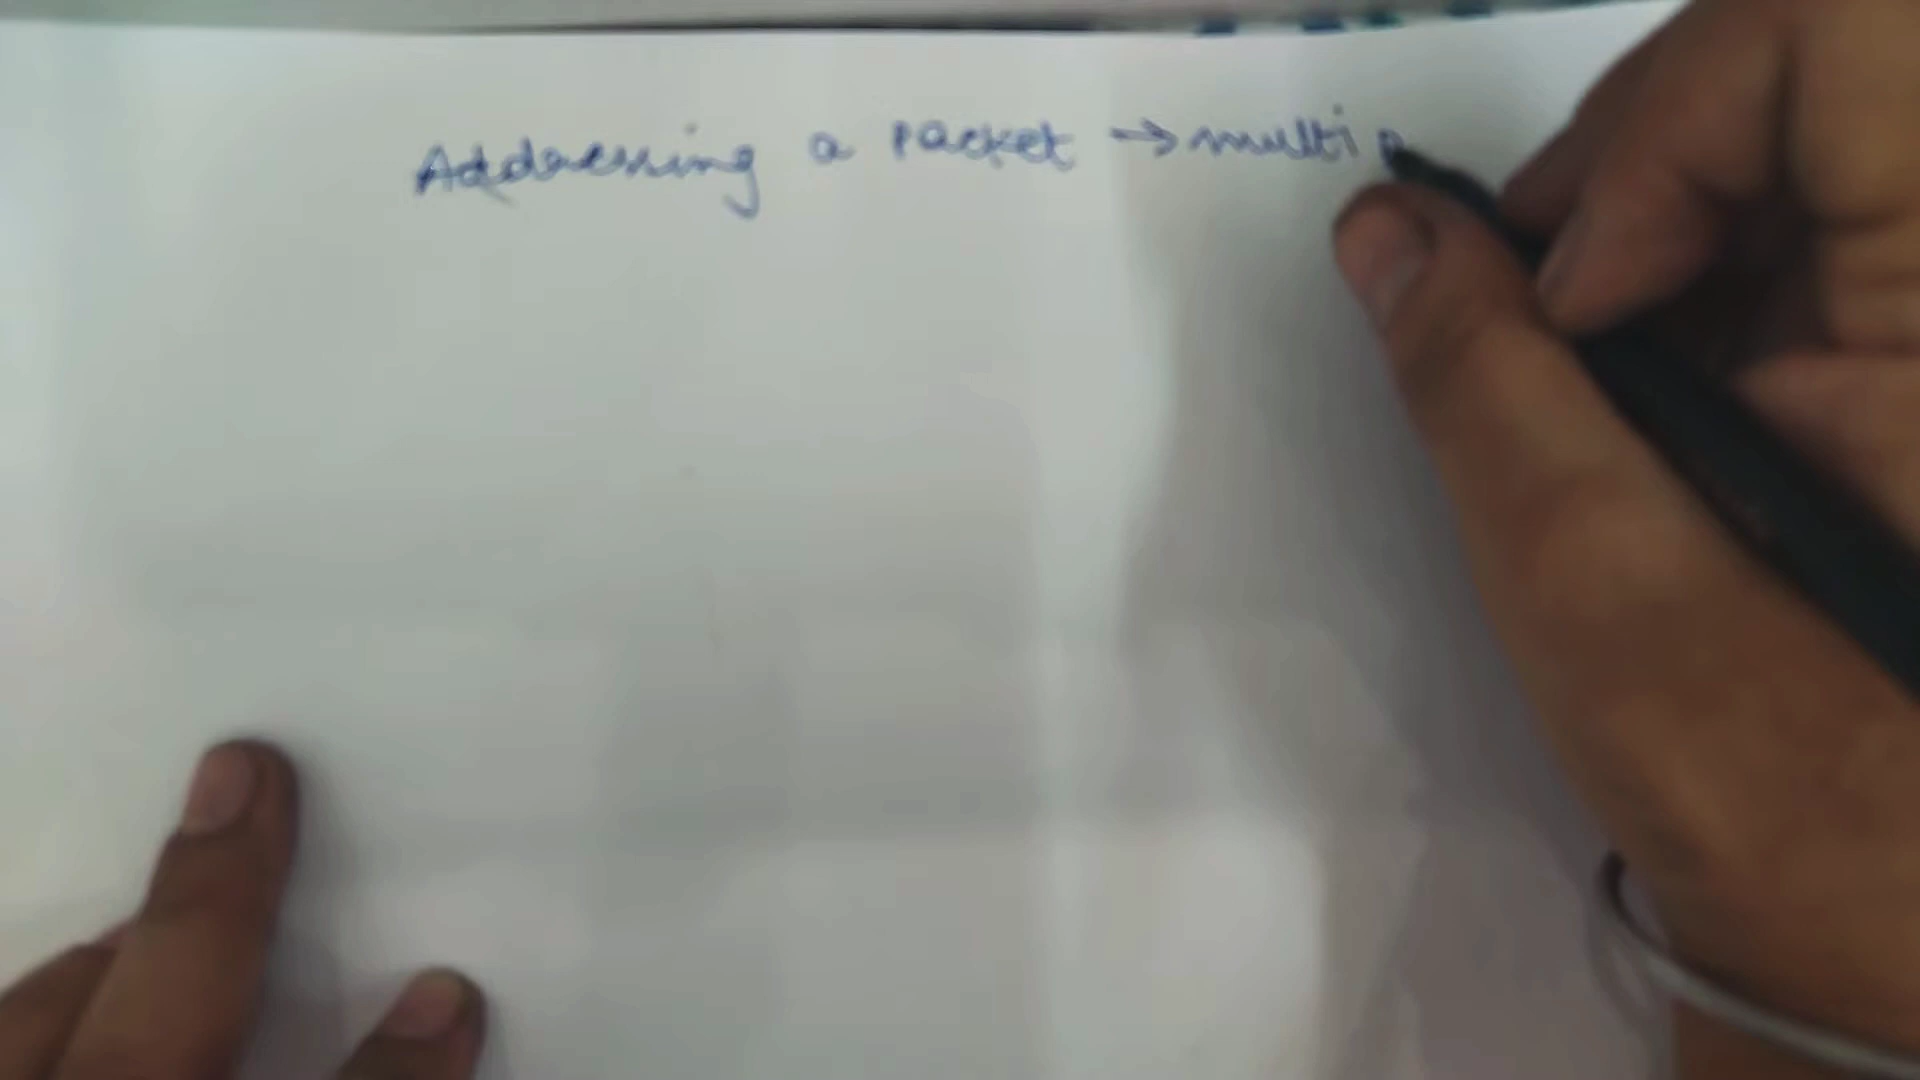 Addressing a Packet → multi